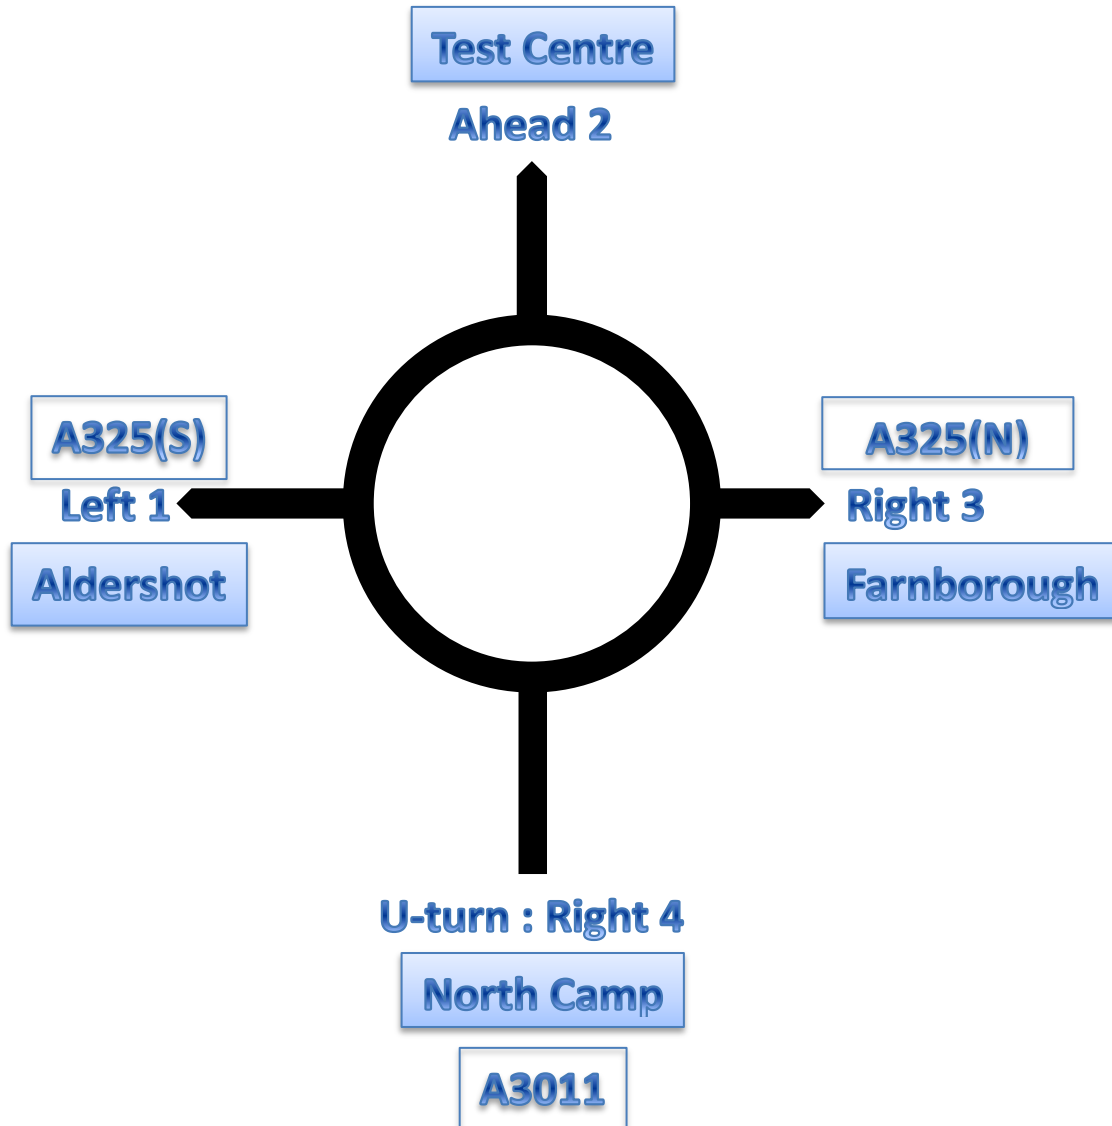 Test Centre
Ahead 2
A325(S)
Left 1
Aldershot
A325(N)
Right 3
Farnborough
U-turn : Right 4
North Camp
A3011